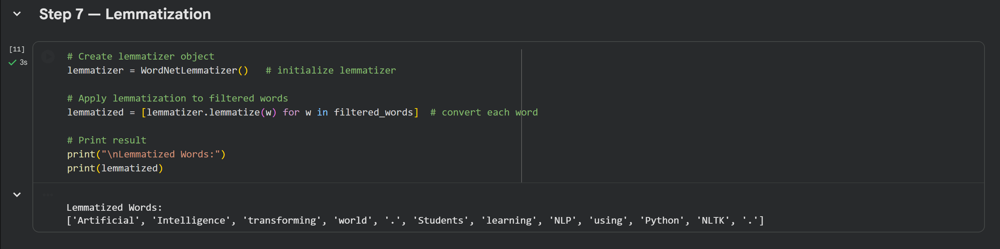 Step 7 — Lemmatization
[11]
3s
# Create lemmatizer object
lemmatizer = WordNetLemmatizer()   # initialize lemmatizer
# Apply lemmatization to filtered words
lemmatized = [lemmatizer.lemmatize(w) for w in filtered_words]  # convert each word
# Print result
print("\nLemmatized Words:")
print(lemmatized)
Lemmatized Words:
['Artificial', 'Intelligence', 'transforming', 'world', '.', 'Students', 'learning', 'NLP', 'using', 'Python', 'NLTK', '.']